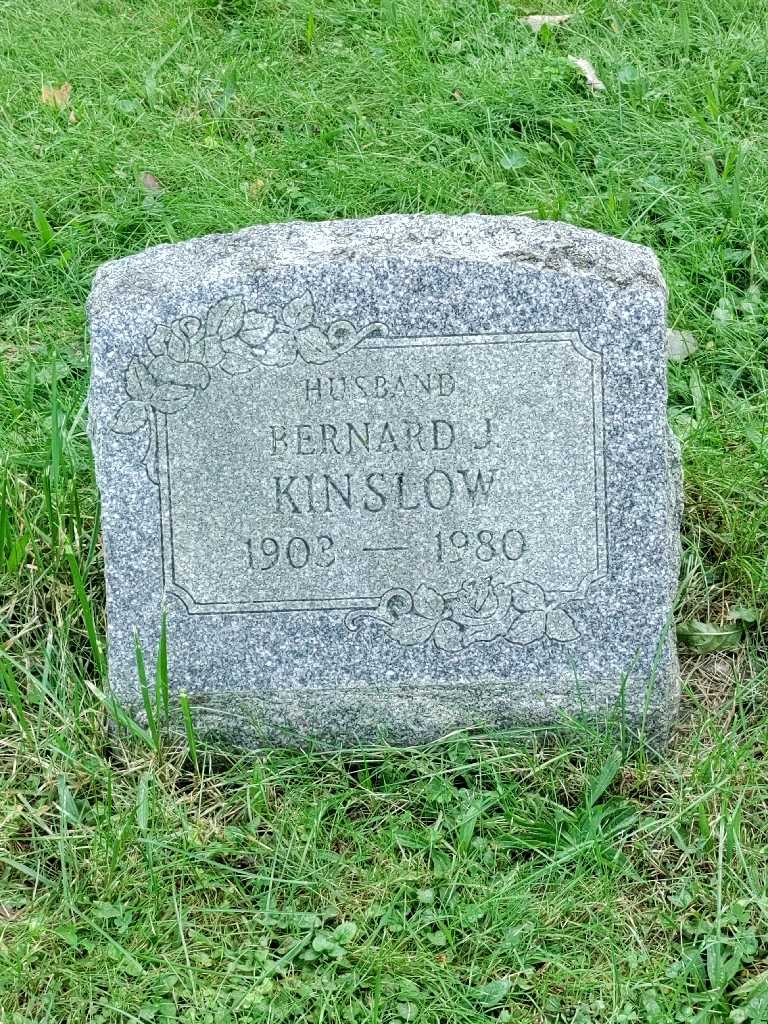 HUSBAND
BERNARD J.
KINSLOW
1903 — 1980